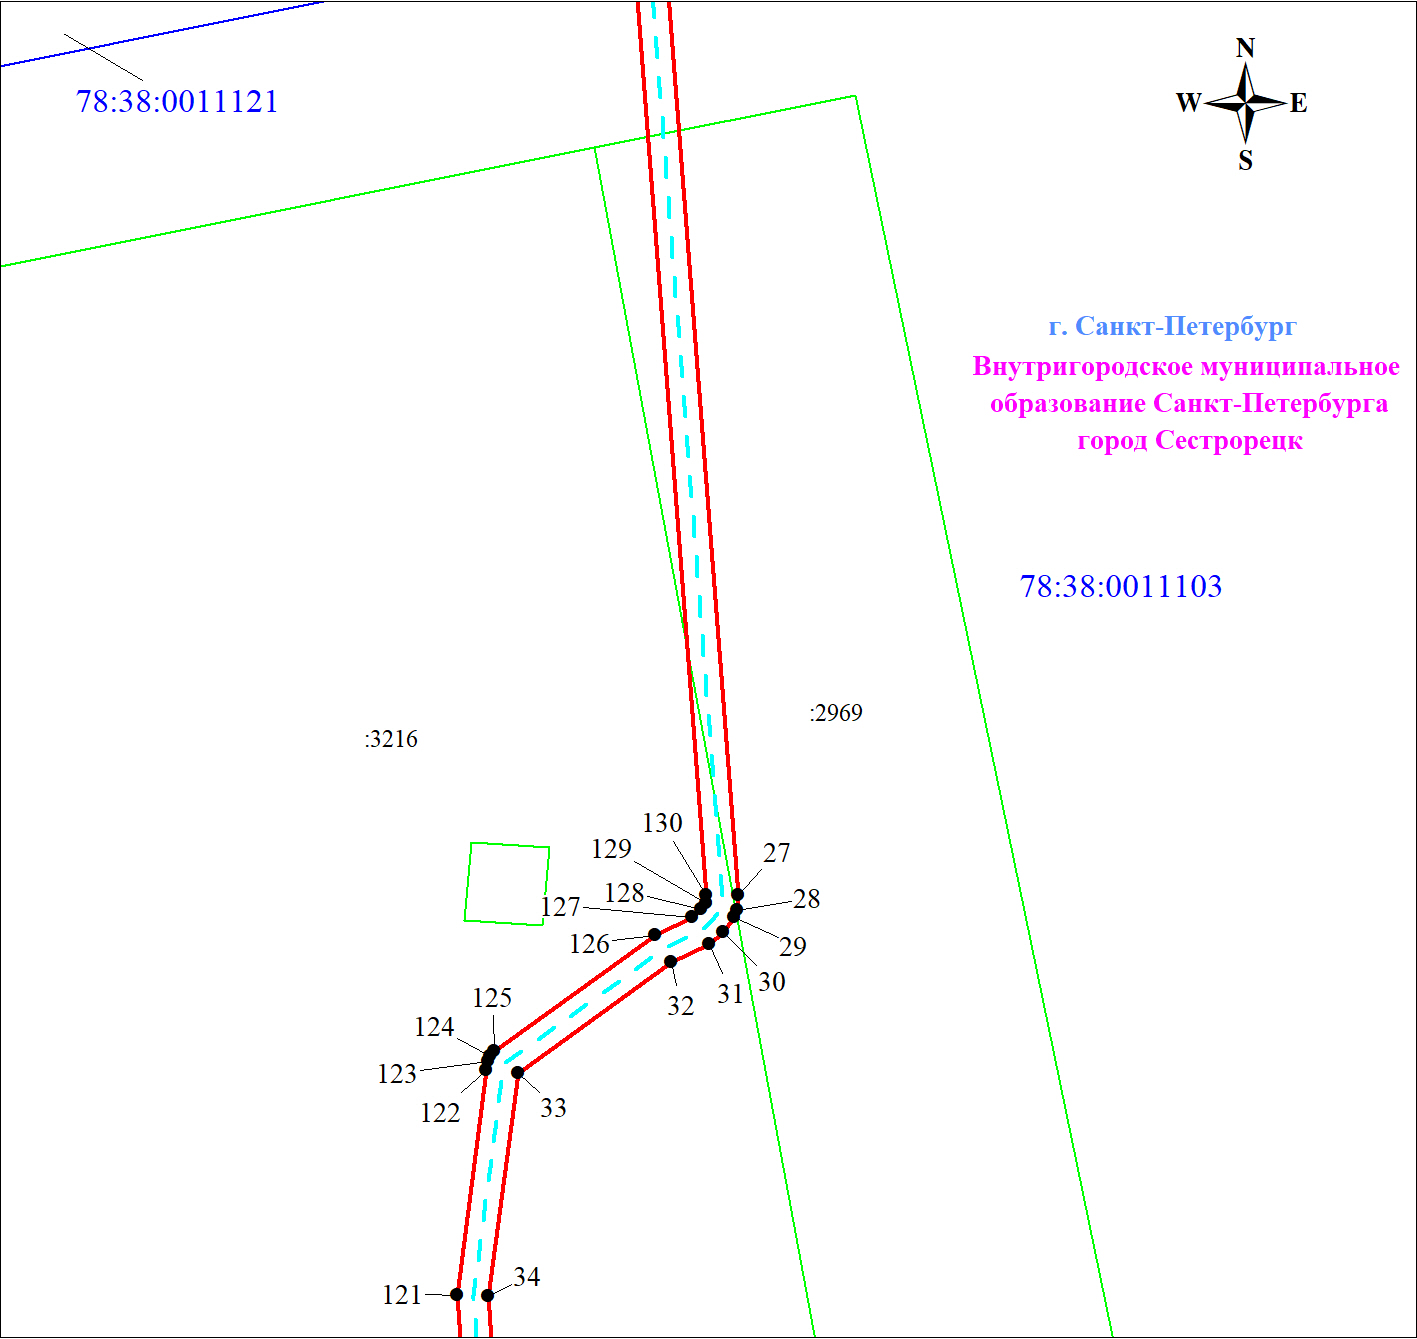 N
78:38:0011121
W
E
S
г. Санкт-Петербург
Внутригородское муниципальное
образование Санкт-Петербурга
город Сестрорецк
78:38:0011103
:2969
:3216
130
129
27
128
28
127
126
29
30
31
32
125
124
123
122
33
34
121